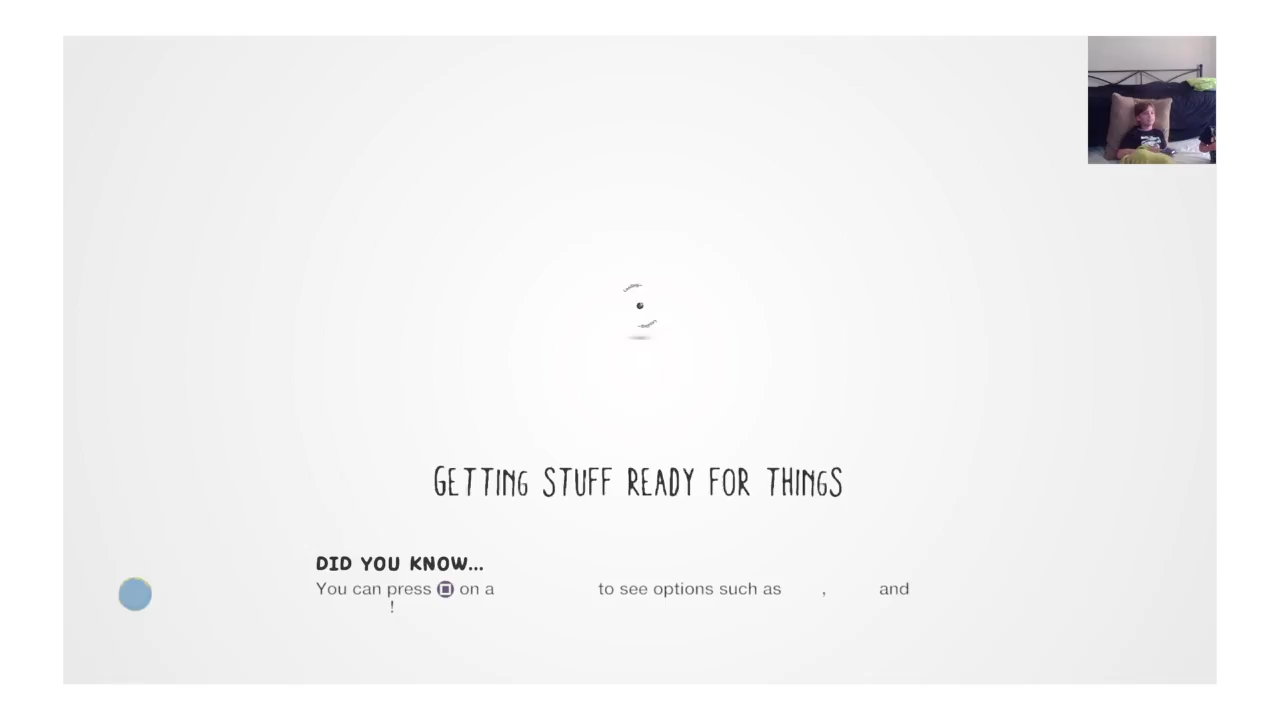 GETTING STUFF READY FOR THINGS
DID YOU KNOW...
You can press on a to see options such as , and
!